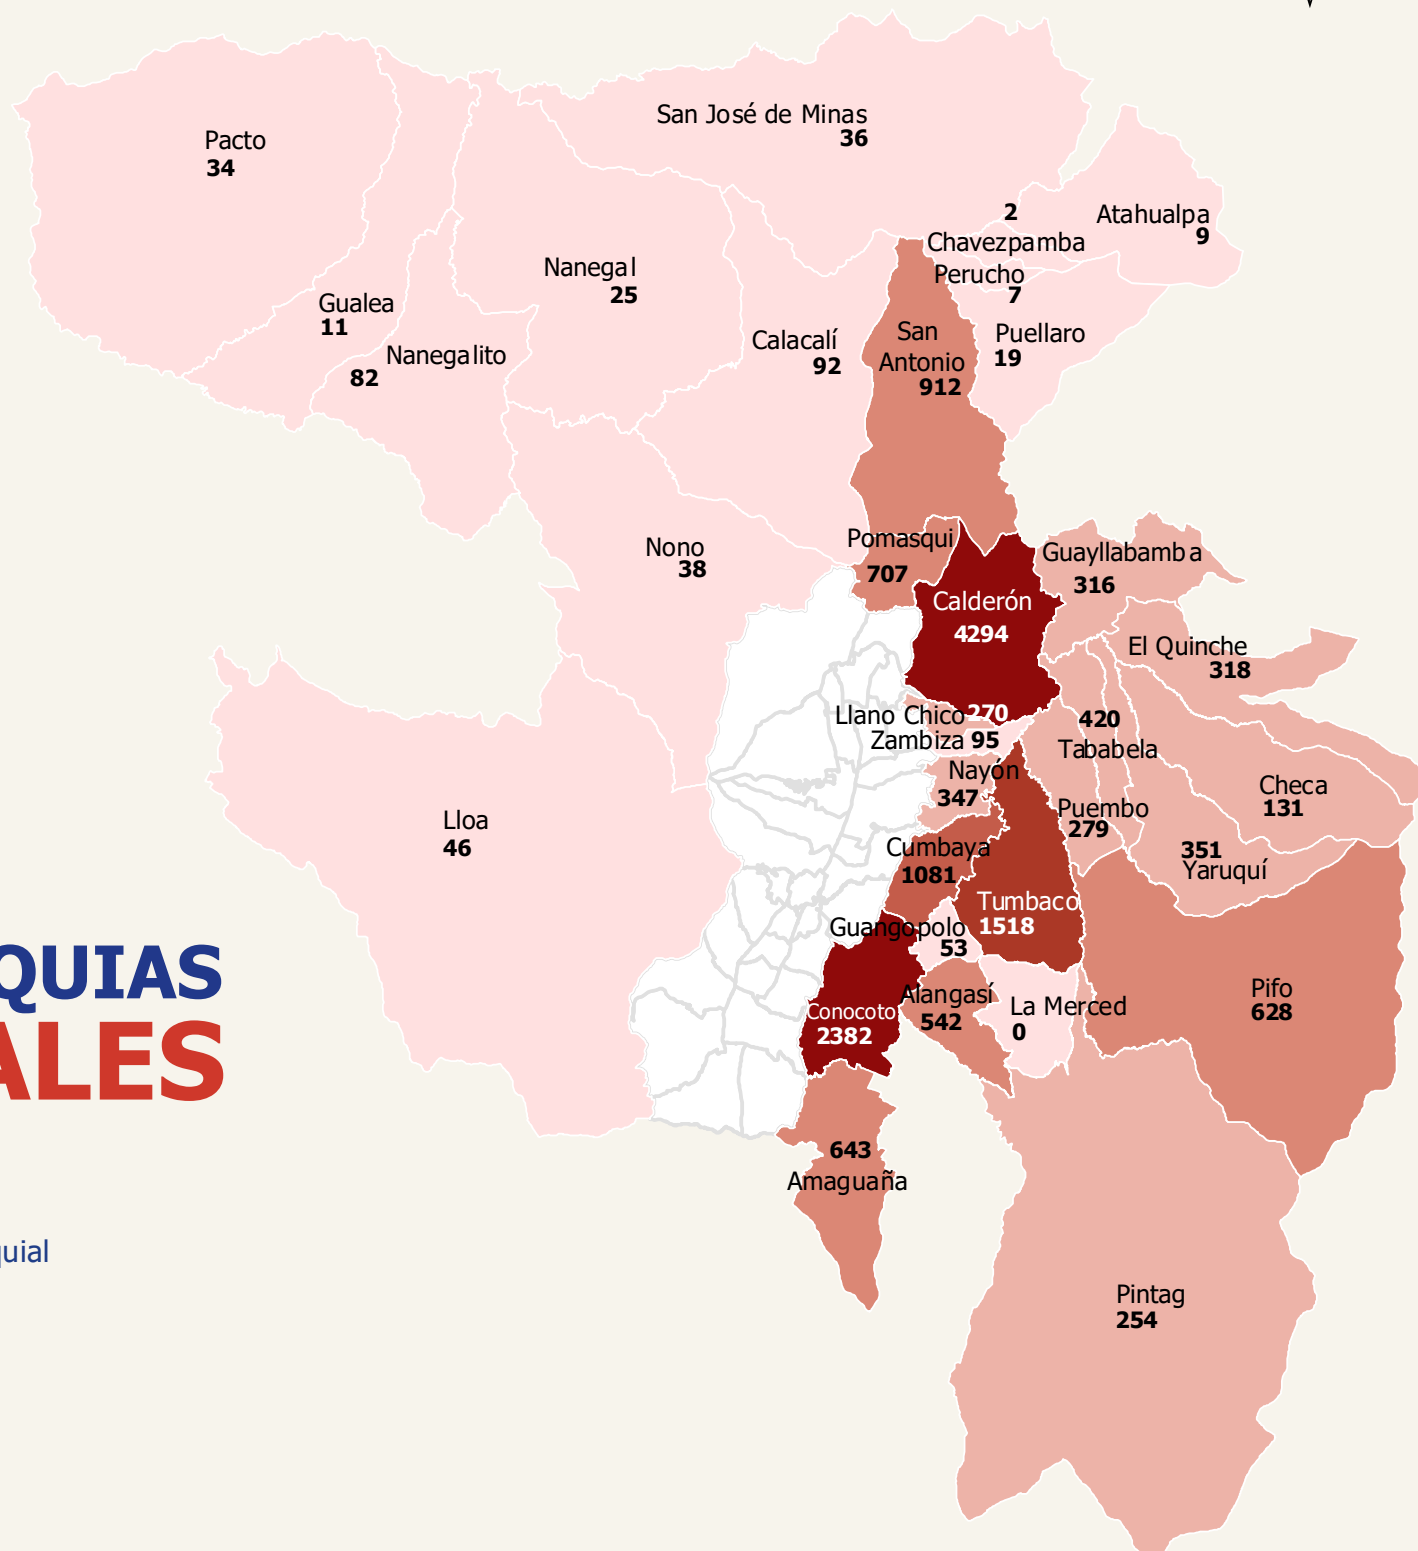 San José de Minas
36
Pacto
34
2
Atahualpa
9
Chavezpamba
Perucho
7
Nanegal
25
Gualea
11
Nanegalito
82
Calacalí
92
San
Antonio
912
Puellaro
19
Pomasqui
707
Nono
38
Guayllabamba
316
Calderón
4294
El Quinche
318
Llano Chico 270
Zambiza 95
420
Tababela
Nayón
347
Checa
131
Puembo
279
Lloa
46
Cumbaya
1081
351
Yaruquí
Tumbaco
1518
Guangopolo
53
QUIAS
ALES
Alangasí
542
La Merced
0
Pifo
628
Conocoto
2382
643
Amaguaña
quial
Pintag
254